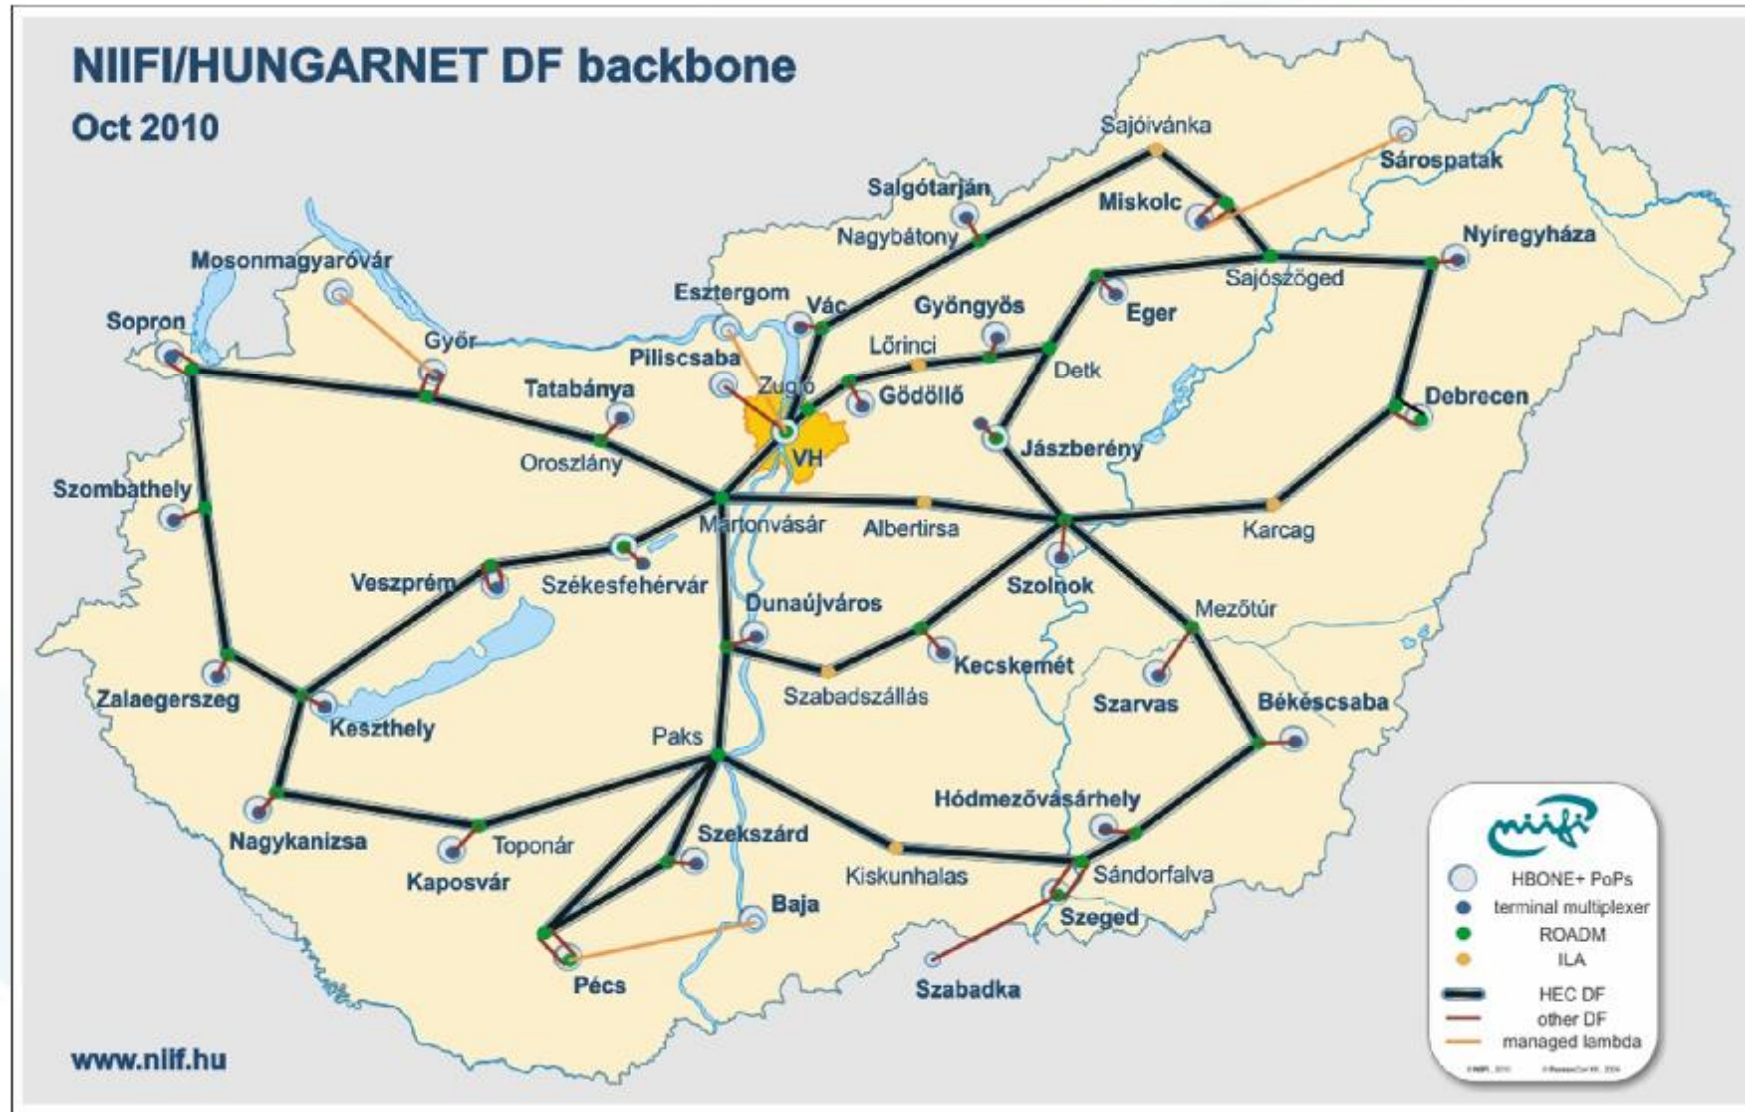 NIIFI/HUNGARNET DF backbone
Oct 2010
Sajóivánka
Sárospatak
Salgótarján
Miskolc
Nagybátony
Nyíregyháza
Mosonmagyaróvár
Sajószöged
Esztergom
Vác
Gyöngyös
Eger
Sopron
Győr
Lőrinci
Piliscsaba
Zugló
Detk
Tatabánya
Gödöllő
Debrecen
Oroszlány
VH
Jászberény
Szombathely
Martonvásár
Albertirsa
Karcag
Veszprém
Székesfehérvár
Szolnok
Dunaújváros
Mezőtúr
Kecskemét
Zalaegerszeg
Szabadszállás
Szarvas
Békéscsaba
Keszthely
Paks
Hódmezővásárhely
Nagykanizsa
Toponár
Szekszárd
Kaposvár
Kiskunhalas
Sándorfalva
Baja
Szeged
Pécs
Szabadka
niifi
HBONE+ PoPs
terminal multiplexer
ROADM
ILA
HEC DF
other DF
managed lambda
www.niif.hu